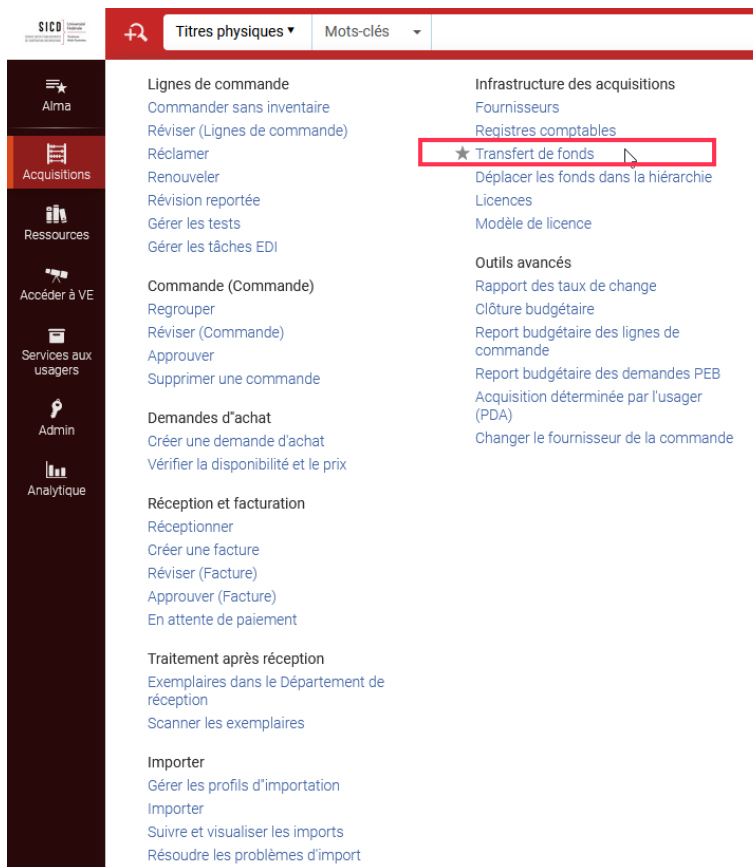 SICD
Titres physiques
Mots-clés
Alma
Acquisitions
Ressources
Accéder à VE
Services aux
usagers
Admin
Analytique
Lignes de commande
Commander sans inventaire
Réviser (Lignes de commande)
Réclamer
Renouveler
Révision reportée
Gérer les tests
Gérer les tâches EDI
Commande (Commande)
Regrouper
Réviser (Commande)
Approuver
Supprimer une commande
Demandes d"achat
Créer une demande d'achat
Vérifier la disponibilité et le prix
Réception et facturation
Réceptionner
Créer une facture
Réviser (Facture)
Approuver (Facture)
En attente de paiement
Traitement après réception
Exemplaires dans le Département de
réception
Scanner les exemplaires
Importer
Gérer les profils d"importation
Importer
Suivre et visualiser les imports
Résoudre les problèmes d'import
Infrastructure des acquisitions
Fournisseurs
Registres comptables
Transfert de fonds
Déplacer les fonds dans la hiérarchie
Licences
Modèle de licence
Outils avancés
Rapport des taux de change
Clôture budgétaire
Report budgétaire des lignes de
commande
Report budgétaire des demandes PEB
Acquisition déterminée par l'usager
(PDA)
Changer le fournisseur de la commande